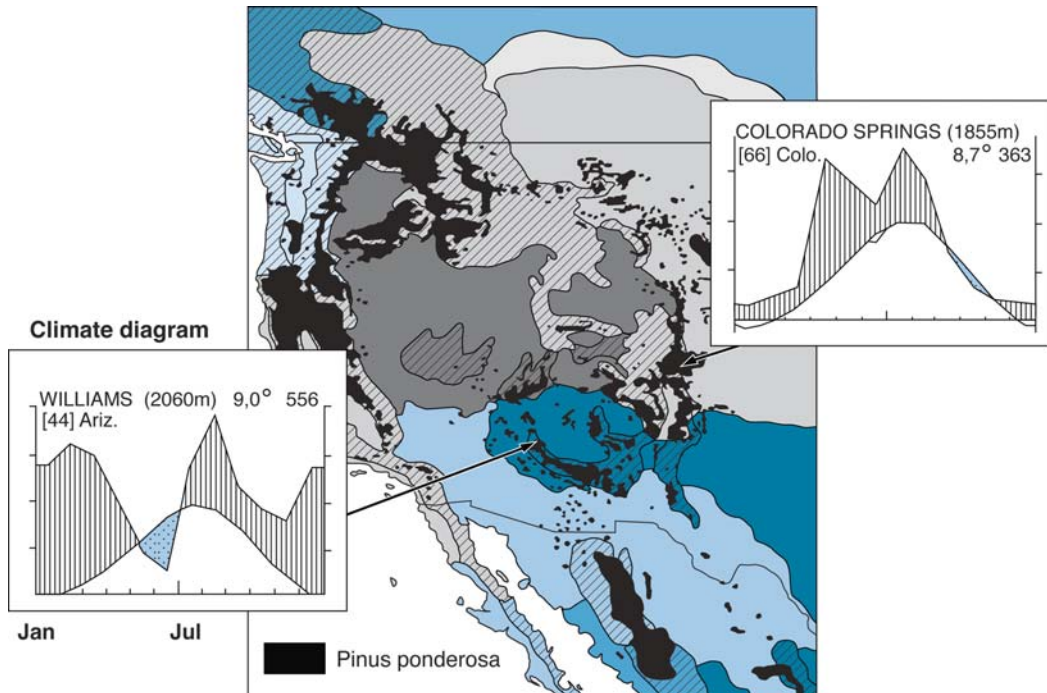 COLORADO SPRINGS (1855m)
[66] Colo. 8,7° 363
Climate diagram
WILLIAMS (2060m) 9,0° 556
[44] Ariz.
Jan Jul
Pinus ponderosa